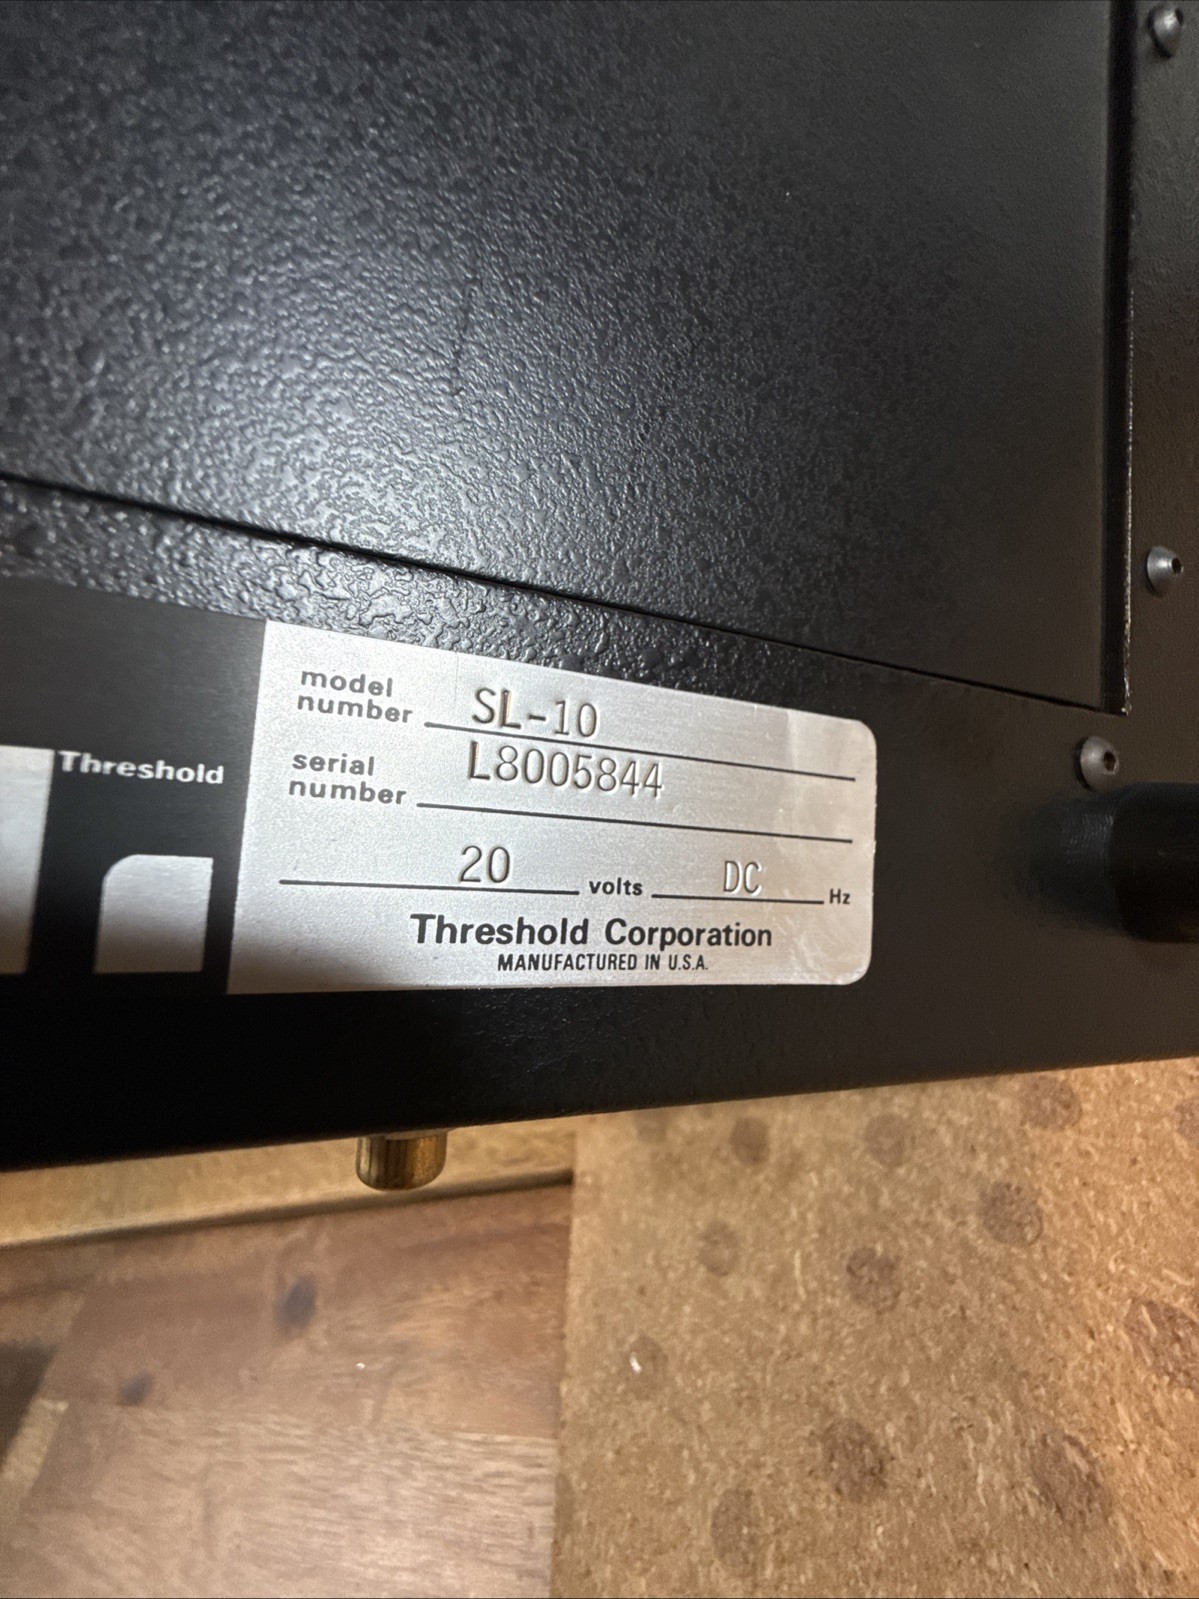 model
number SL-10
serial
number L8005844
20 volts DC Hz
Threshold Corporation
MANUFACTURED IN U.S.A.
Threshold